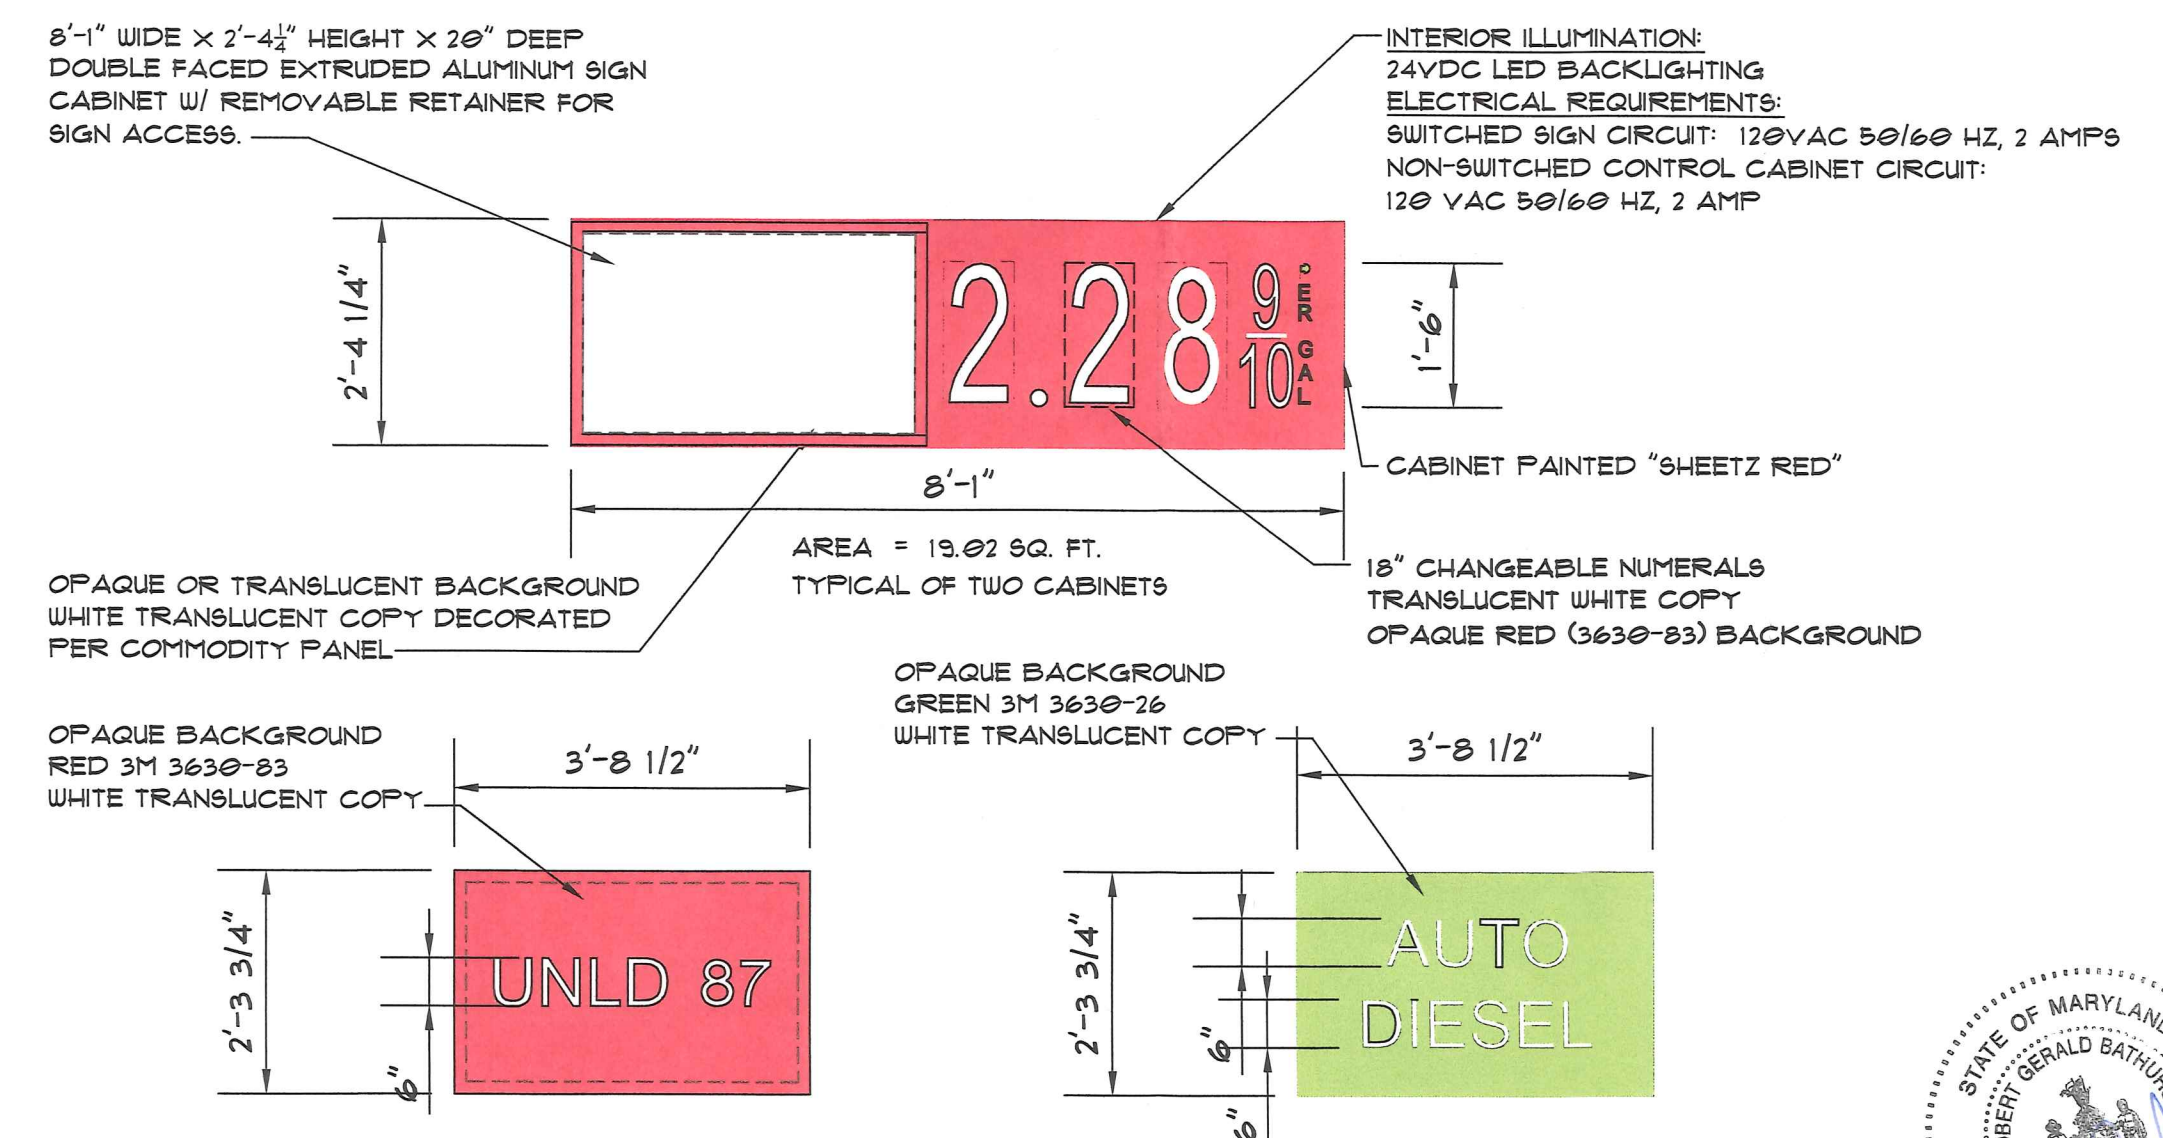 8'-1" WIDE X 2'-4¼" HEIGHT X 20" DEEP
DOUBLE FACED EXTRUDED ALUMINUM SIGN
CABINET W/ REMOVABLE RETAINER FOR
SIGN ACCESS.
INTERIOR ILLUMINATION:
24VDC LED BACKLIGHTING
ELECTRICAL REQUIREMENTS:
SWITCHED SIGN CIRCUIT: 120VAC 50/60 HZ, 2 AMPS
NON-SWITCHED CONTROL CABINET CIRCUIT:
120 VAC 50/60 HZ, 2 AMP
2'-4 1/4"
2.28 9/10
PER GAL
1'-6"
CABINET PAINTED "SHEETZ RED"
8'-1"
AREA = 19.02 SQ. FT.
TYPICAL OF TWO CABINETS
18" CHANGEABLE NUMERALS
TRANSLUCENT WHITE COPY
OPAQUE RED (3630-83) BACKGROUND
OPAQUE OR TRANSLUCENT BACKGROUND
WHITE TRANSLUCENT COPY DECORATED
PER COMMODITY PANEL
OPAQUE BACKGROUND
RED 3M 3630-83
WHITE TRANSLUCENT COPY
3'-8 1/2"
2'-3 3/4"
6"
UNLD 87
OPAQUE BACKGROUND
GREEN 3M 3630-26
WHITE TRANSLUCENT COPY
3'-8 1/2"
2'-3 3/4"
6"
6"
AUTO
DIESEL
STATE OF MARYLAND
GERALD